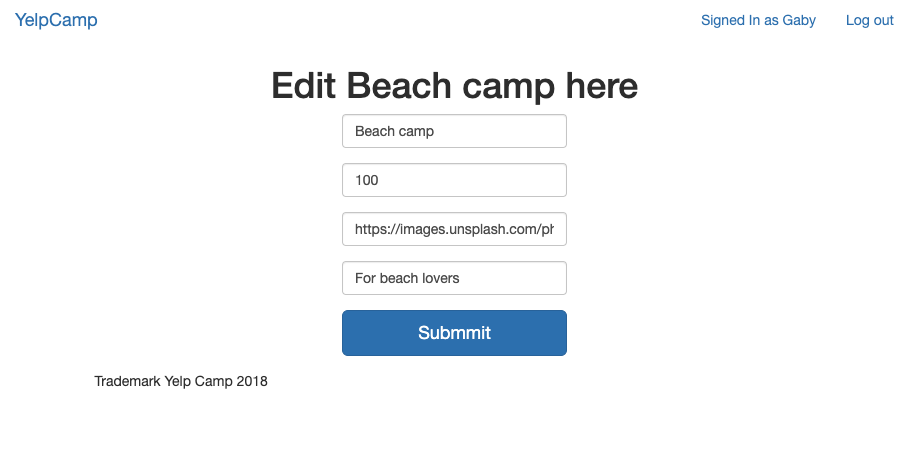 YelpCamp Signed In as Gaby Log out
Edit Beach camp here
Beach camp
100
https://images.unsplash.com/ph
For beach lovers
Submmit
Trademark Yelp Camp 2018